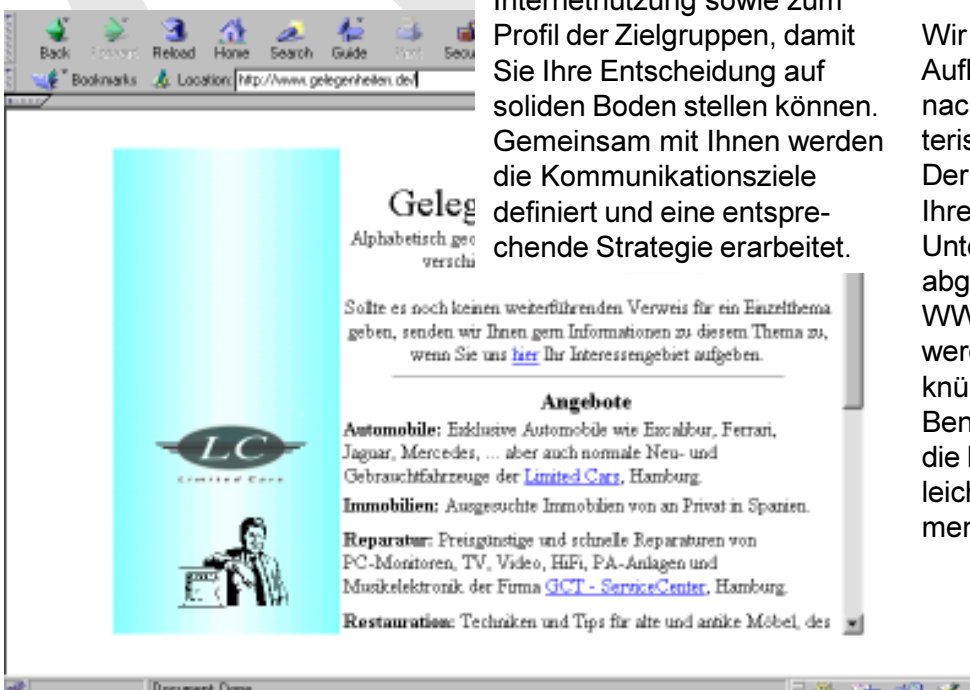 Back
Reload
Home
Search
Guide
Bookmarks
Location:
http://www.gelegenheiten.de/
Internetnutzung sowie zum
Profil der Zielgruppen, damit
Sie Ihre Entscheidung auf
soliden Boden stellen können.
Gemeinsam mit Ihnen werden
die Kommunikationsziele
definiert und eine entspre-
chende Strategie erarbeitet.
Geleg
Alphabetisch geo
verschi
Sollte es noch keinen weiterführenden Verweis für ein Einzelthema
geben, senden wir Ihnen gern Informationen zu diesem Thema zu,
wenn Sie uns hier Ihr Interessengebiet aufgeben.
Angebote
Automobile: Exklusive Automobile wie Excalibur, Ferrari,
Jaguar, Mercedes, ... aber auch normale Neu- und
Gebrauchtfahrzeuge der Limited Cars, Hamburg.
Immobilien: Ausgesuchte Immobilien von an Privat in Spanien.
Reparatur: Preisgünstige und schnelle Reparaturen von
PC-Monitoren, TV, Video, HiFi, PA-Anlagen und
Musikelektronik der Firma GCT - ServiceCenter, Hamburg.
Restauration: Techniken und Tips für alte und antike Möbel, des
LC
Limited Cars
Document Done
Wir
Aufl
nac
teris
Der
Ihre
Unte
abg
WW
were
knü
Ben
die
leich
men